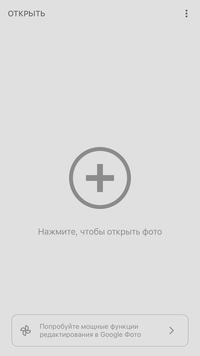 ОТКРЫТЬ
Нажмите, чтобы открыть фото
Попробуйте мощные функции
редактирования в Google Фото